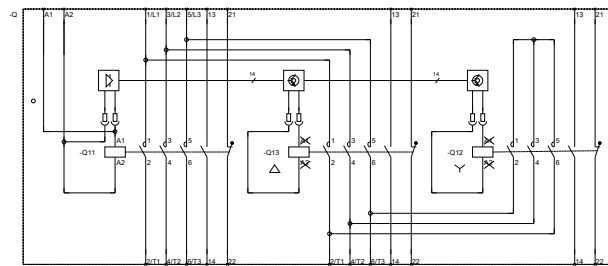 -Q A1 A2 1/L1 3/L2 5/L3 13 21 13 21 13 21
14 14
A1 1 3 5 A1 1 3 5 A1 1 3 5
-Q11 -Q13 -Q12
A2 2 4 6 A2 2 4 6 A2 2 4 6
2/T1 4/T2 6/T3 14 22 2/T1 4/T2 6/T3 14 22 14 22